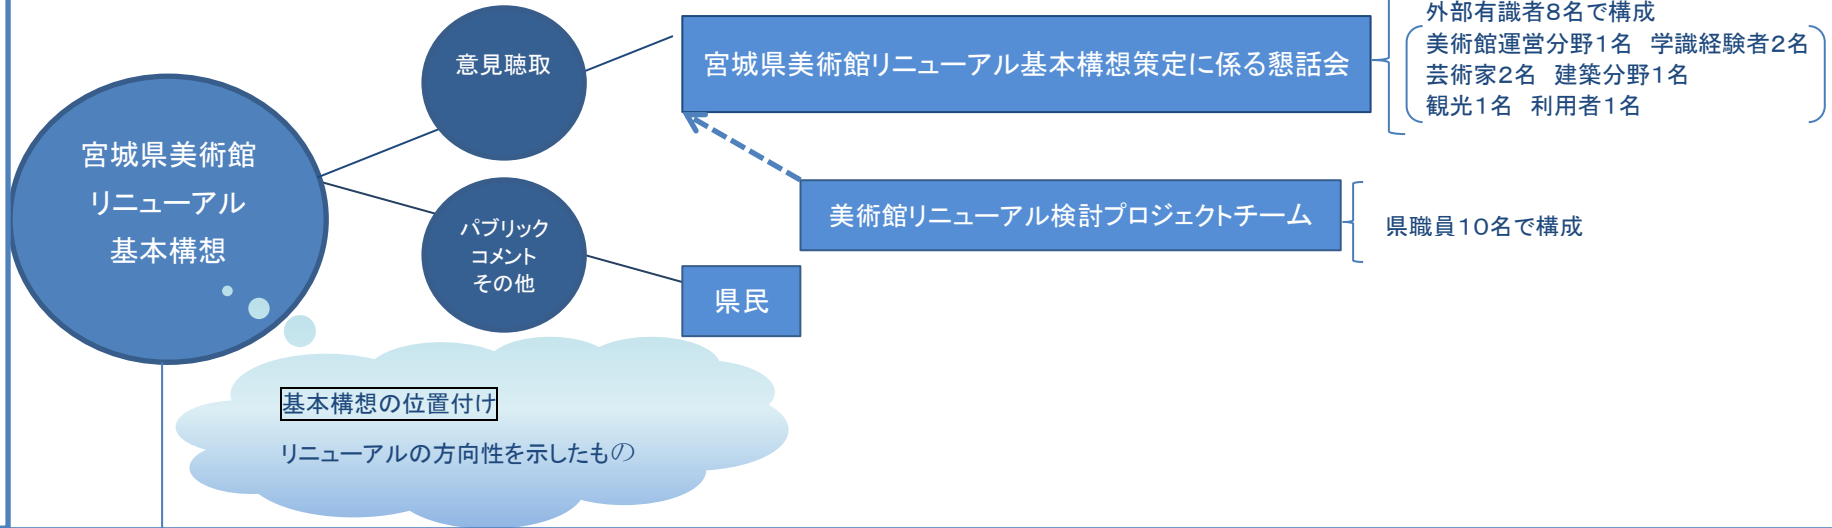 外部有識者8名で構成
美術館運営分野1名　学識経験者2名
芸術家2名　建築分野1名
観光1名　利用者1名
宮城県美術館リニューアル基本構想策定に係る懇話会
意見聴取
宮城県美術館
リニューアル
基本構想
美術館リニューアル検討プロジェクトチーム
県職員10名で構成
パブリック
コメント
その他
県民
基本構想の位置付け
リニューアルの方向性を示したもの